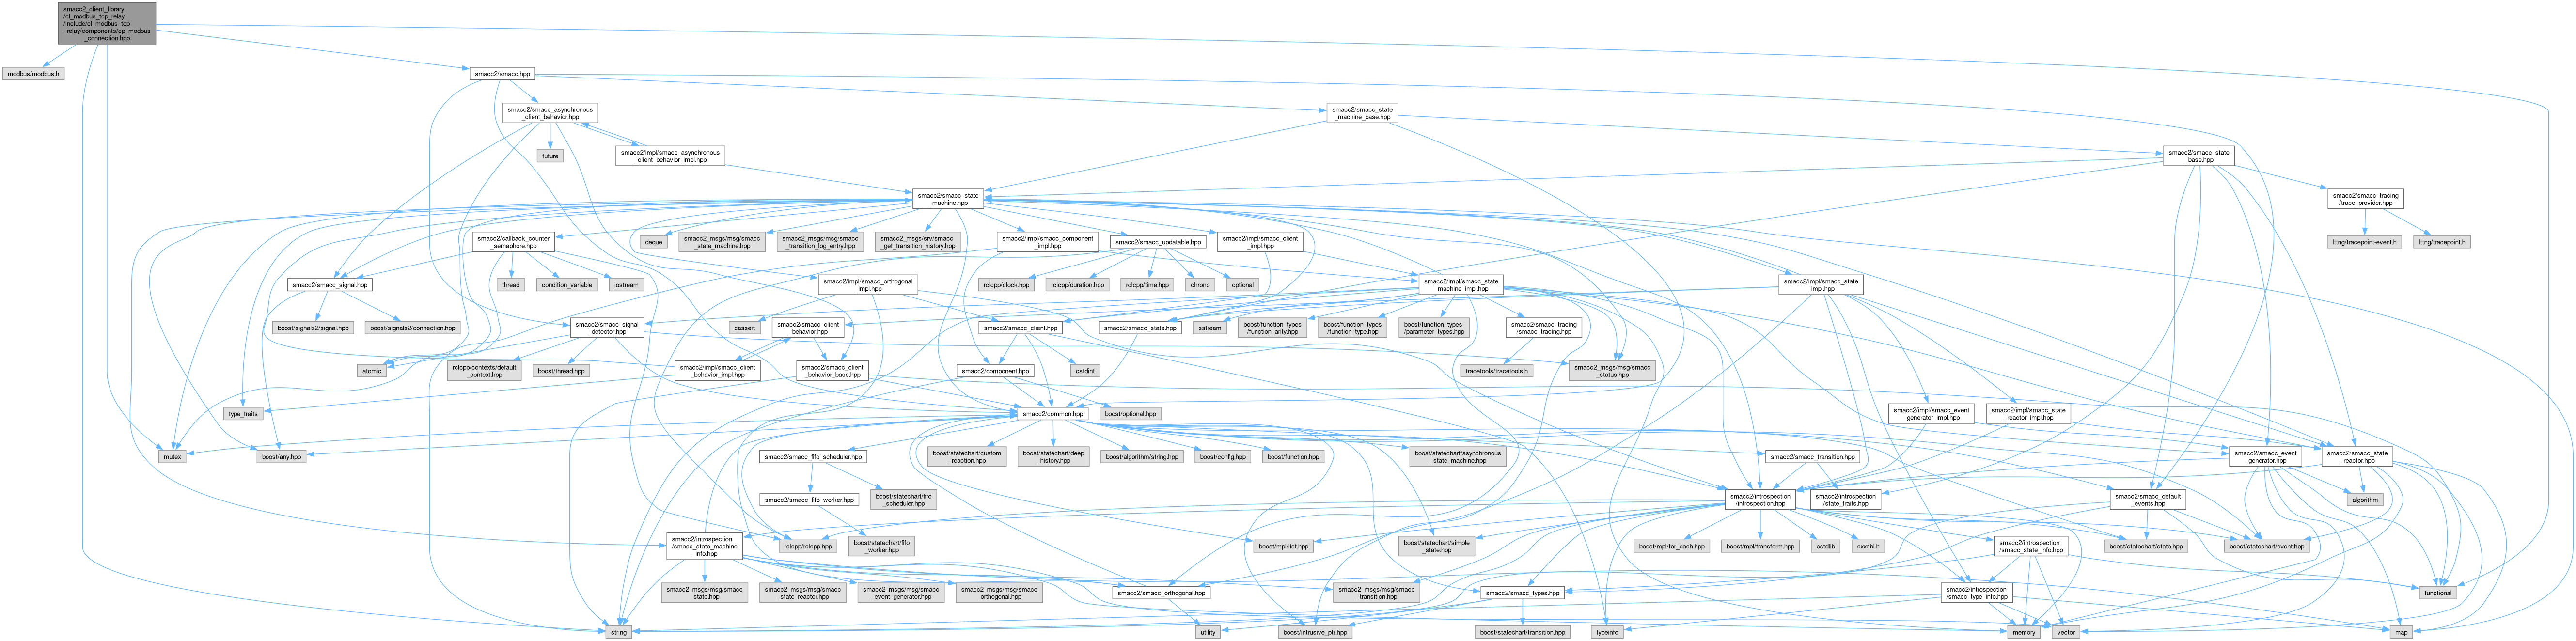 smacc2_client_library
/cl_modbus_tcp_relay
/include/cl_modbus_tcp
_relay/components/cp_modbus
_connection.hpp
modbus/modbus.h
smacc2/smacc.hpp
smacc2/smacc_asynchronous
_client_behavior.hpp
smacc2/smacc_state
_machine_base.hpp
future
smacc2/impl/smacc_asynchronous
_client_behavior_impl.hpp
smacc2/smacc_state
_base.hpp
smacc2/smacc_state
_machine.hpp
smacc2/smacc_tracing
/trace_provider.hpp
smacc2/callback_counter
_semaphore.hpp
deque
smacc2_msgs/msg/smacc
_state_machine.hpp
smacc2_msgs/msg/smacc
_transition_log_entry.hpp
smacc2_msgs/srv/smacc
_get_transition_history.hpp
smacc2/impl/smacc_component
_impl.hpp
smacc2/smacc_updatable.hpp
smacc2/impl/smacc_client
_impl.hpp
lttng/tracepoint-event.h
lttng/tracepoint.h
smacc2/smacc_signal.hpp
thread
condition_variable
iostream
smacc2/impl/smacc_orthogonal
_impl.hpp
rclcpp/clock.hpp
rclcpp/duration.hpp
rclcpp/time.hpp
chrono
optional
smacc2/impl/smacc_state
_machine_impl.hpp
smacc2/impl/smacc_state
_impl.hpp
boost/signals2/signal.hpp
boost/signals2/connection.hpp
smacc2/smacc_signal
_detector.hpp
cassert
smacc2/smacc_client
_behavior.hpp
smacc2/smacc_client.hpp
smacc2/smacc_state.hpp
sstream
boost/function_types
/function_arity.hpp
boost/function_types
/function_type.hpp
boost/function_types
/parameter_types.hpp
smacc2/smacc_tracing
/smacc_tracing.hpp
atomic
rclcpp/contexts/default
_context.hpp
boost/thread.hpp
smacc2/impl/smacc_client
_behavior_impl.hpp
smacc2/smacc_client
_behavior_base.hpp
smacc2/component.hpp
cstdint
tracetools/tracetools.h
smacc2_msgs/msg/smacc
_status.hpp
type_traits
smacc2/common.hpp
boost/optional.hpp
smacc2/impl/smacc_event
_generator_impl.hpp
smacc2/impl/smacc_state
_reactor_impl.hpp
mutex
boost/any.hpp
smacc2/smacc_fifo_scheduler.hpp
boost/statechart/custom
_reaction.hpp
boost/statechart/deep
_history.hpp
boost/algorithm/string.hpp
boost/config.hpp
boost/function.hpp
boost/statechart/asynchronous
_state_machine.hpp
smacc2/smacc_transition.hpp
smacc2/smacc_event
_generator.hpp
smacc2/smacc_state
_reactor.hpp
smacc2/smacc_fifo_worker.hpp
boost/statechart/fifo
_scheduler.hpp
smacc2/introspection
/introspection.hpp
smacc2/introspection
/state_traits.hpp
smacc2/smacc_default
_events.hpp
algorithm
smacc2/introspection
/smacc_state_machine
_info.hpp
rclcpp/rclcpp.hpp
boost/statechart/fifo
_worker.hpp
boost/mpl/list.hpp
boost/statechart/simple
_state.hpp
boost/mpl/for_each.hpp
boost/mpl/transform.hpp
cstdlib
cxxabi.h
smacc2/introspection
/smacc_state_info.hpp
boost/statechart/state.hpp
boost/statechart/event.hpp
smacc2_msgs/msg/smacc
_state.hpp
smacc2_msgs/msg/smacc
_state_reactor.hpp
smacc2_msgs/msg/smacc
_event_generator.hpp
smacc2_msgs/msg/smacc
_orthogonal.hpp
smacc2/smacc_orthogonal.hpp
smacc2_msgs/msg/smacc
_transition.hpp
smacc2/smacc_types.hpp
smacc2/introspection
/smacc_type_info.hpp
functional
string
utility
boost/intrusive_ptr.hpp
boost/statechart/transition.hpp
typeinfo
memory
vector
map